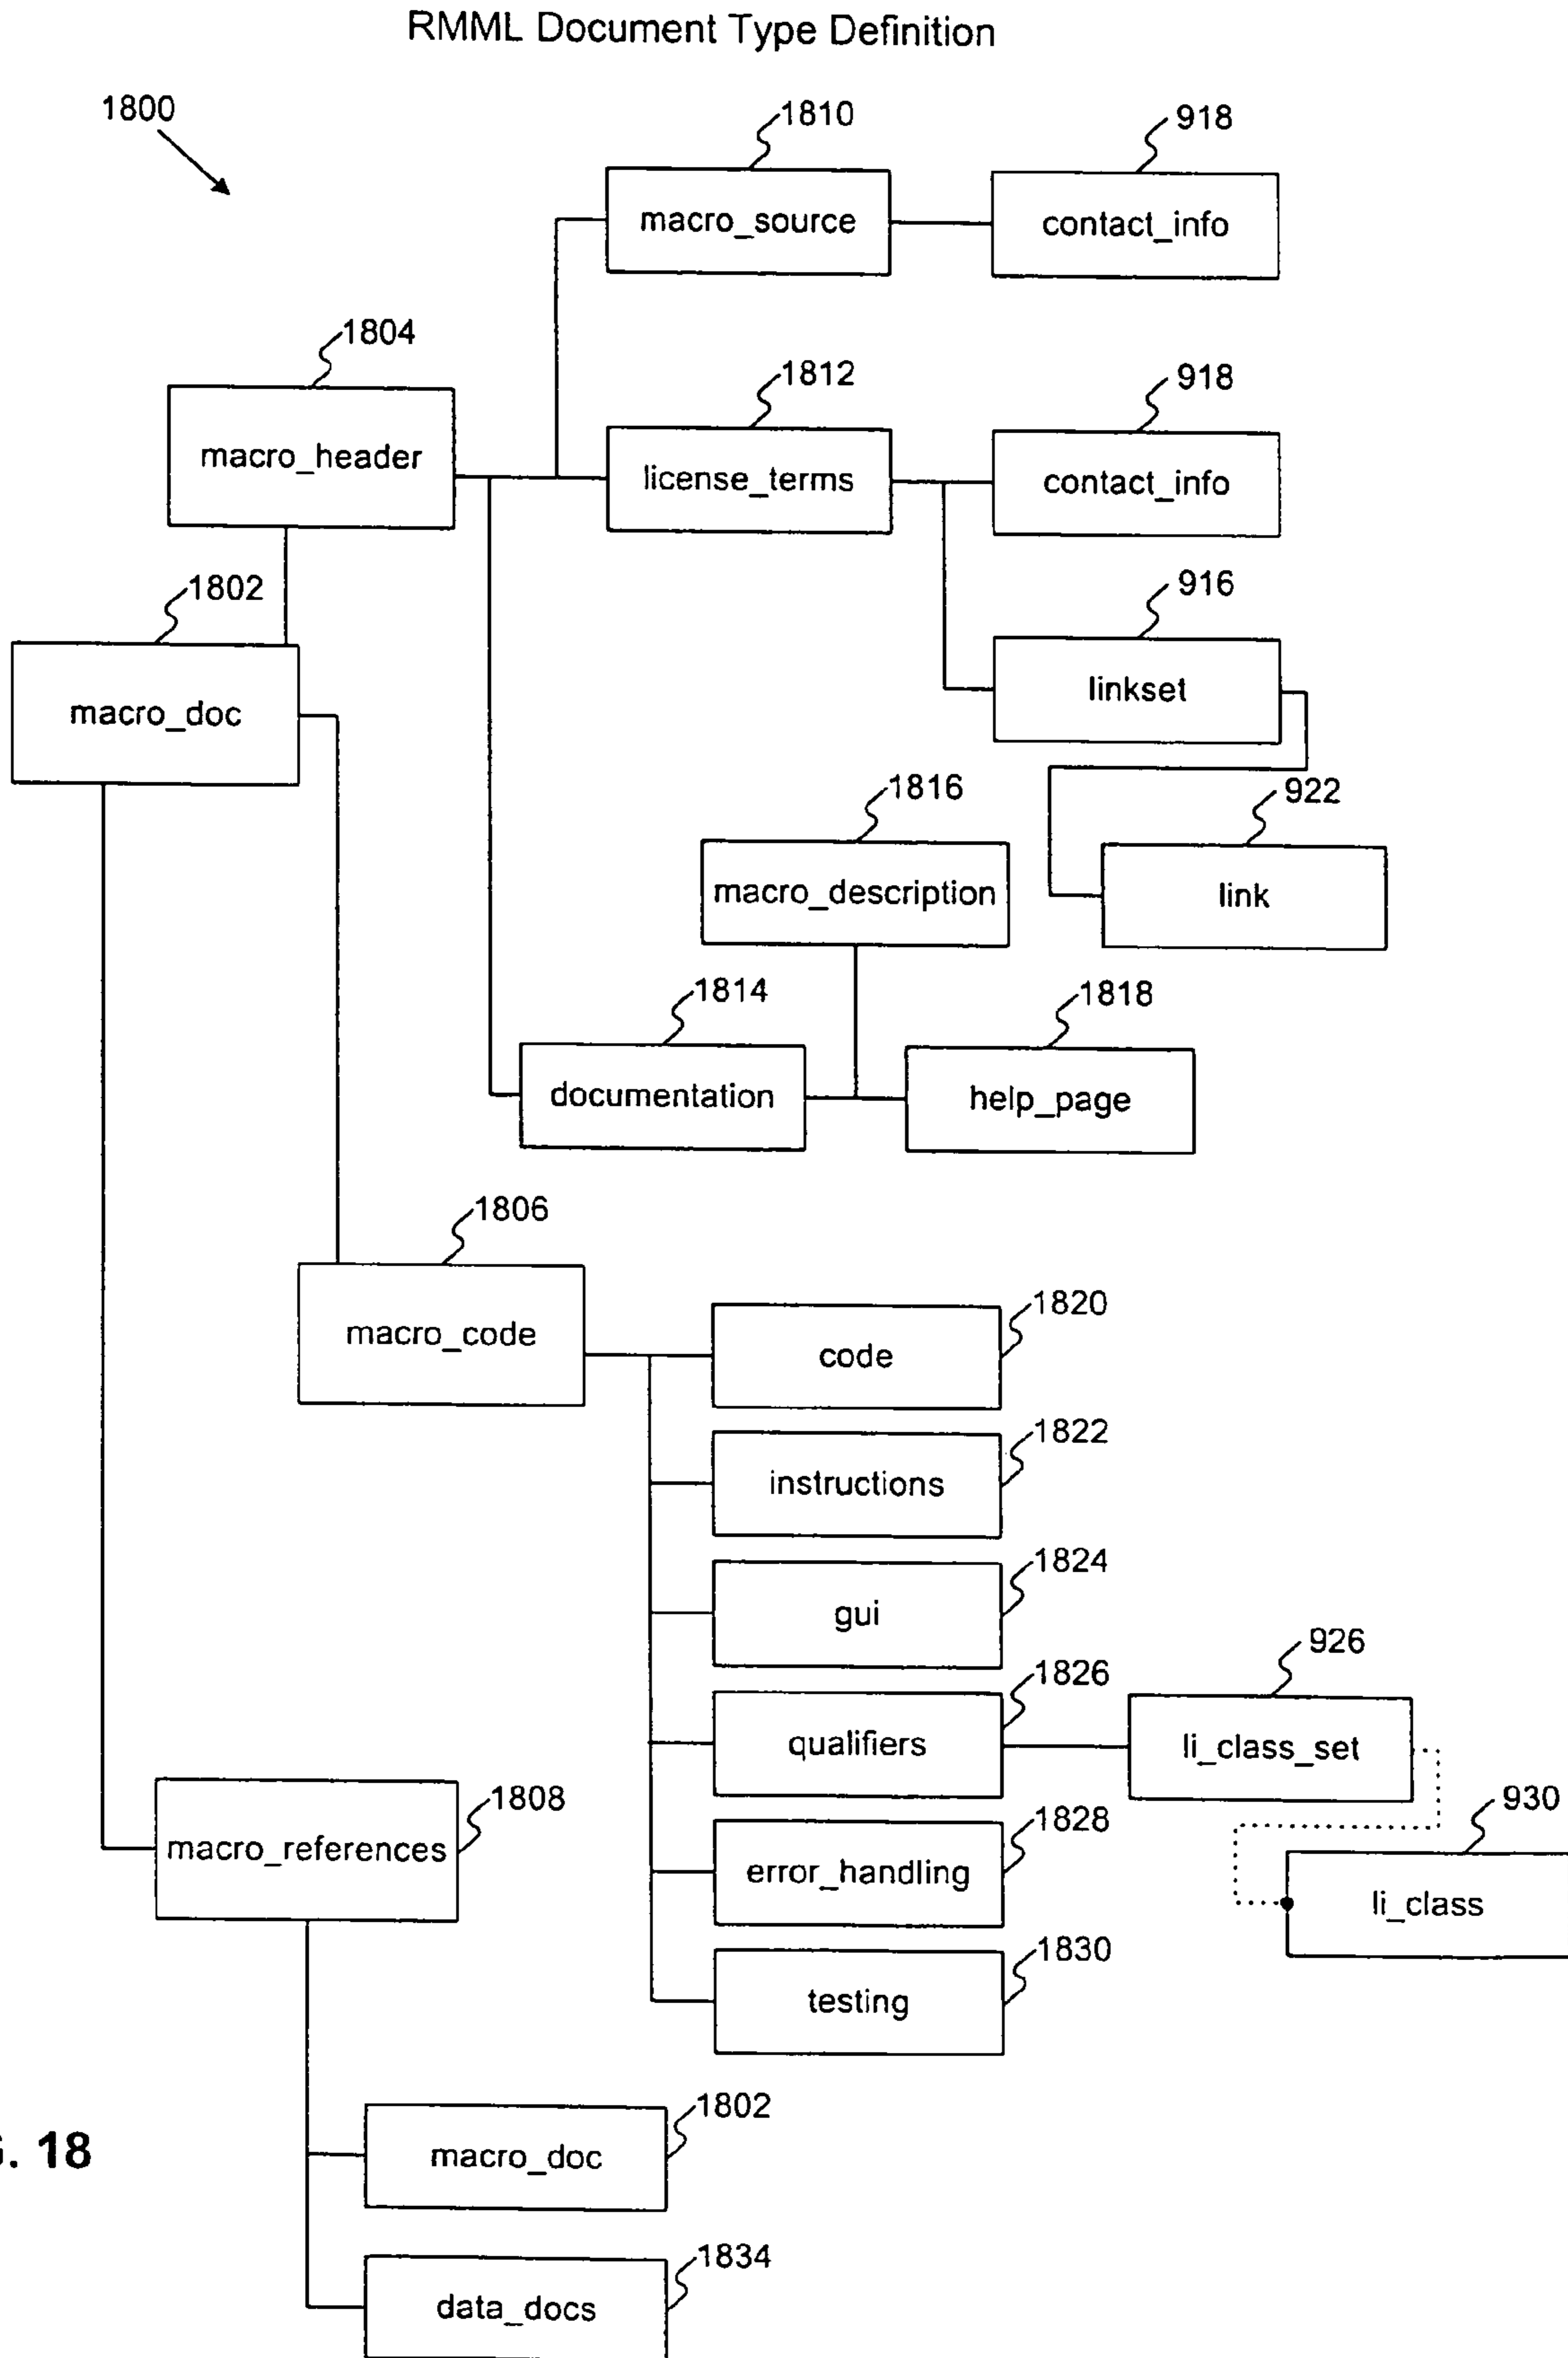 RMML Document Type Definition
1800
1810
918
macro_source
contact_info
1804
1812
918
macro_header
license_terms
contact_info
1802
916
macro_doc
linkset
1816
922
macro_description
link
1814
1818
documentation
help_page
1806
1820
macro_code
code
1822
instructions
1824
gui
926
1826
qualifiers
li_class_set
1808
1828
930
macro_references
error_handling
li_class
1830
testing
1802
. 18
macro_doc
1834
data_docs